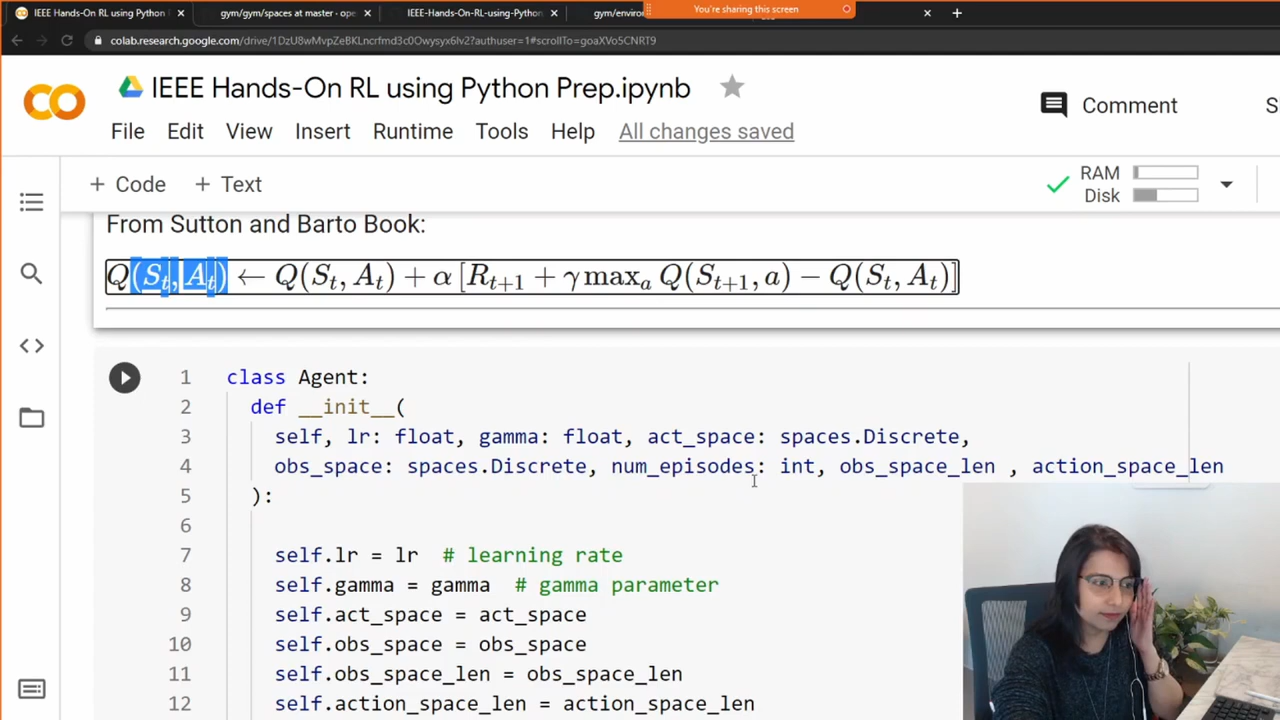 IEEE Hands-On RL using Python P
gym/gym/spaces at master · ope
IEEE-Hands-On-RL-using-Python-
gym/enviro
You're sharing this screen
colab.research.google.com/drive/1DzU8wMvpZeBKLncrfmd3c0Owysyx6lv2?authuser=1#scrollTo=goaXVo5CNRT9
IEEE Hands-On RL using Python Prep.ipynb
Comment
S
File Edit View Insert Runtime Tools Help All changes saved
+ Code + Text
RAM
Disk
From Sutton and Barto Book:
Q(S_t, A_t) ← Q(S_t, A_t) + α [R_{t+1} + γ max_a Q(S_{t+1}, a) − Q(S_t, A_t)]
1 class Agent:
2 def __init__(
3 self, lr: float, gamma: float, act_space: spaces.Discrete,
4 obs_space: spaces.Discrete, num_episodes: int, obs_space_len , action_space_len
5 ):
6
7 self.lr = lr # learning rate
8 self.gamma = gamma # gamma parameter
9 self.act_space = act_space
10 self.obs_space = obs_space
11 self.obs_space_len = obs_space_len
12 self.action_space_len = action_space_len